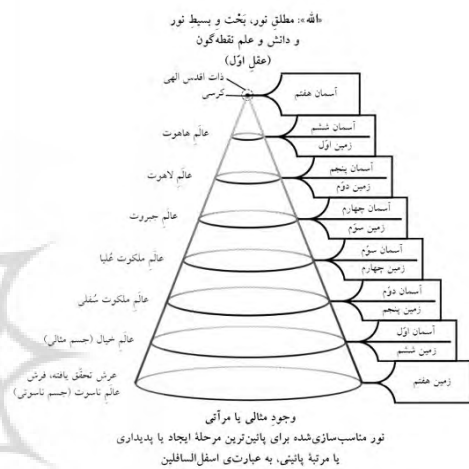 «الله»: مطلقِ نور، بَحْت و بسیطِ نور
و دانش و علم نقطه‌گون
(عقلِ اوّل)
ذات اقدس الهی
کرسی
آسمان هفتم
عالَمِ هاهوت
آسمان ششم
زمین اوّل
عالَمِ لاهوت
آسمان پنجم
زمین دوّم
عالَمِ جبروت
آسمان چهارم
زمین سوّم
عالَمِ ملکوت عُلیا
آسمان سوّم
زمین چهارم
عالَمِ ملکوت سُفلی
آسمان دوّم
زمین پنجم
عالَمِ خیال (جسم مثالی)
آسمان اوّل
زمین ششم
عرش تحقّق یافته، فرش
عالَمِ ناسوت (جسم ناسوتی)
زمین هفتم
وجودِ مثالی یا مرآتی
نور مناسب‌سازی‌شده برای پائین‌ترین مرحلهٔ ایجاد یا پدیداری
یا مرتبهٔ پائینی، به عبارتی اسفل‌السافلین